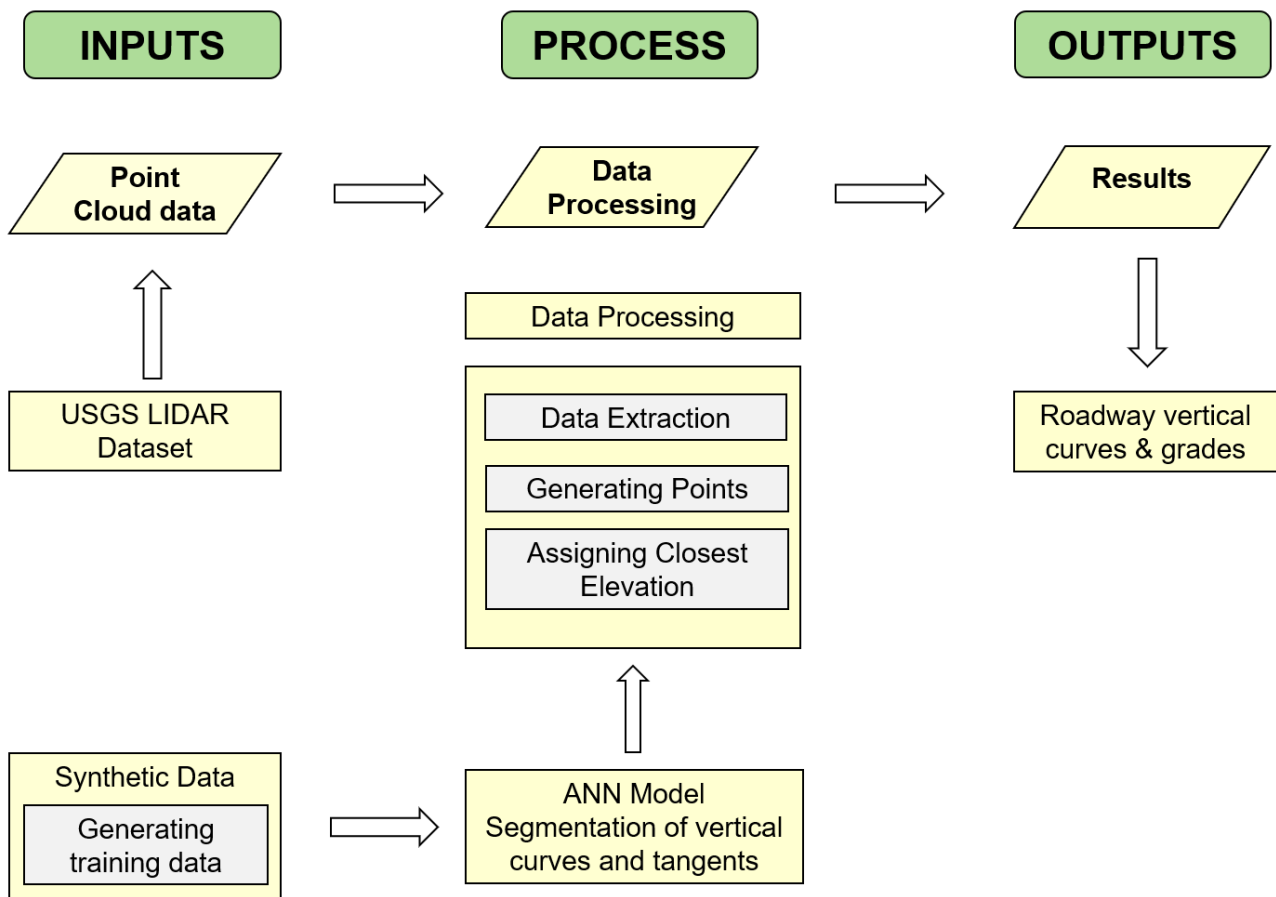 INPUTS
PROCESS
OUTPUTS
Point
Cloud data
Data
Processing
Results
Data Processing
USGS LIDAR
Dataset
Data Extraction
Generating Points
Assigning Closest
Elevation
Roadway vertical
curves & grades
Synthetic Data
Generating
training data
ANN Model
Segmentation of vertical
curves and tangents